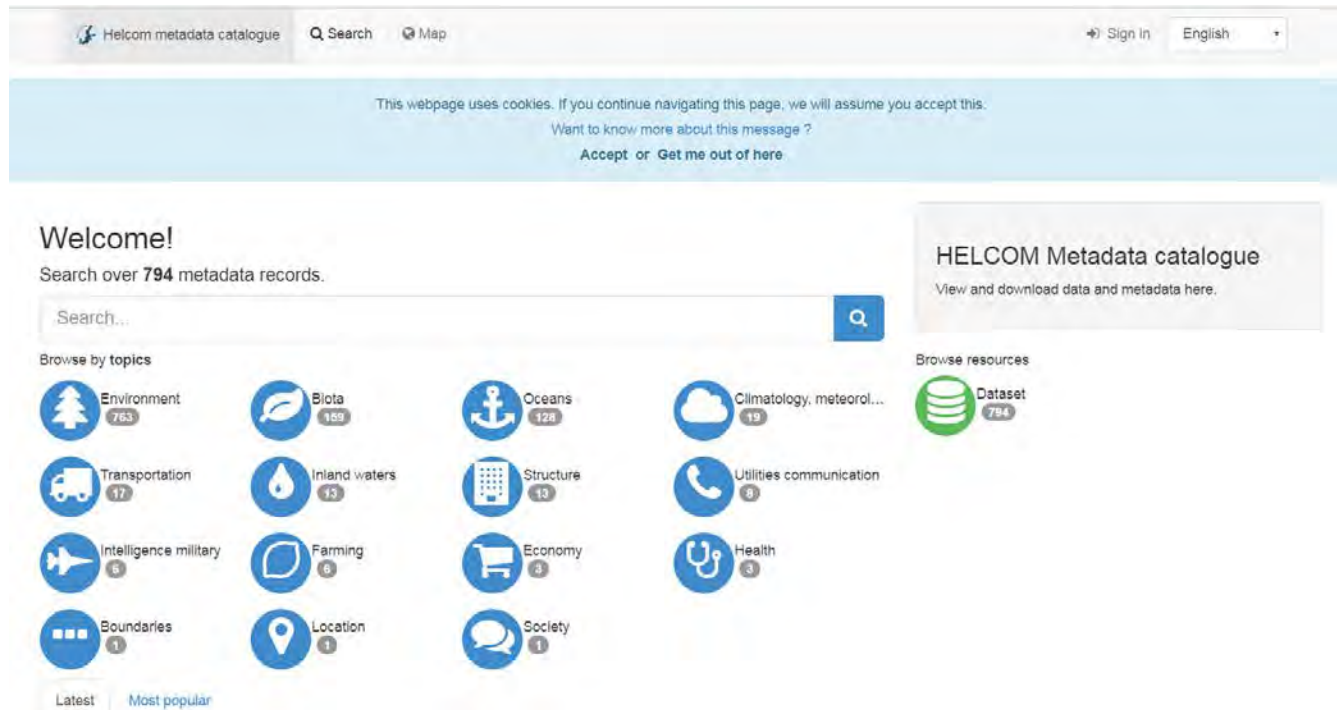 Helcom metadata catalogue Search Map Sign in English
This webpage uses cookies. If you continue navigating this page, we will assume you accept this.
Want to know more about this message ?
Accept or Get me out of here
Welcome!
Search over 794 metadata records.
Search...
HELCOM Metadata catalogue
View and download data and metadata here.
Browse by topics
Environment
763
Biota
159
Oceans
128
Climatology, meteorol...
19
Transportation
17
Inland waters
13
Structure
13
Utilities communication
8
Intelligence military
6
Farming
6
Economy
3
Health
3
Boundaries
1
Location
1
Society
1
Browse resources
Dataset
794
Latest Most popular